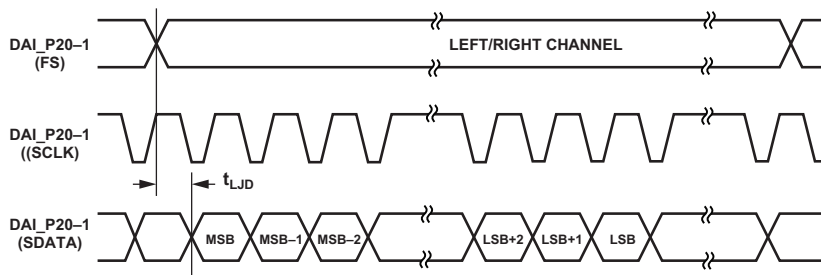 DAI_P20–1
(FS)
LEFT/RIGHT CHANNEL
DAI_P20–1
((SCLK)
tLJD
DAI_P20–1
(SDATA)
MSB
MSB–1
MSB–2
LSB+2
LSB+1
LSB